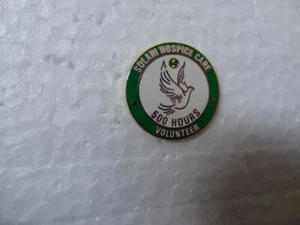 SOLARI HOSPICE CARE
500 HOURS
VOLUNTEER